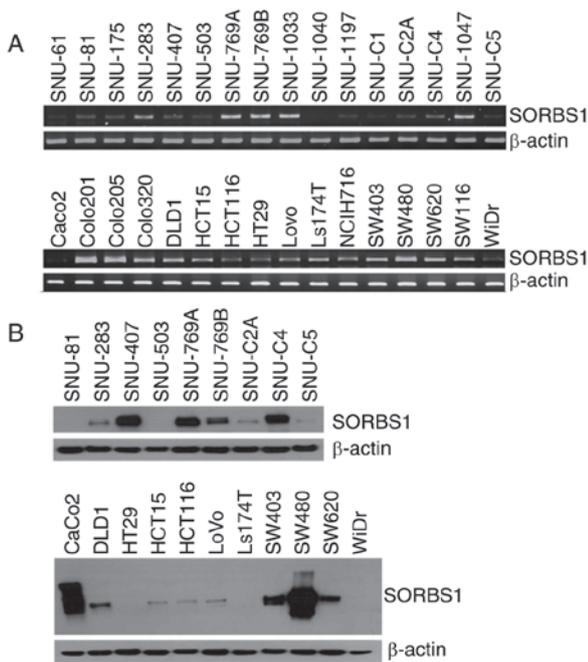 A
SNU-61
SNU-81
SNU-175
SNU-283
SNU-407
SNU-503
SNU-769A
SNU-769B
SNU-1033
SNU-1040
SNU-1197
SNU-C1
SNU-C2A
SNU-C4
SNU-1047
SNU-C5
SORBS1
β-actin
Caco2
Colo201
Colo205
Colo320
DLD1
HCT15
HCT116
HT29
Lovo
Ls174T
NCIH716
SW403
SW480
SW620
SW116
WiDr
SORBS1
β-actin
B
SNU-81
SNU-283
SNU-407
SNU-503
SNU-769A
SNU-769B
SNU-C2A
SNU-C4
SNU-C5
SORBS1
β-actin
CaCo2
DLD1
HT29
HCT15
HCT116
LoVo
Ls174T
SW403
SW480
SW620
WiDr
SORBS1
β-actin